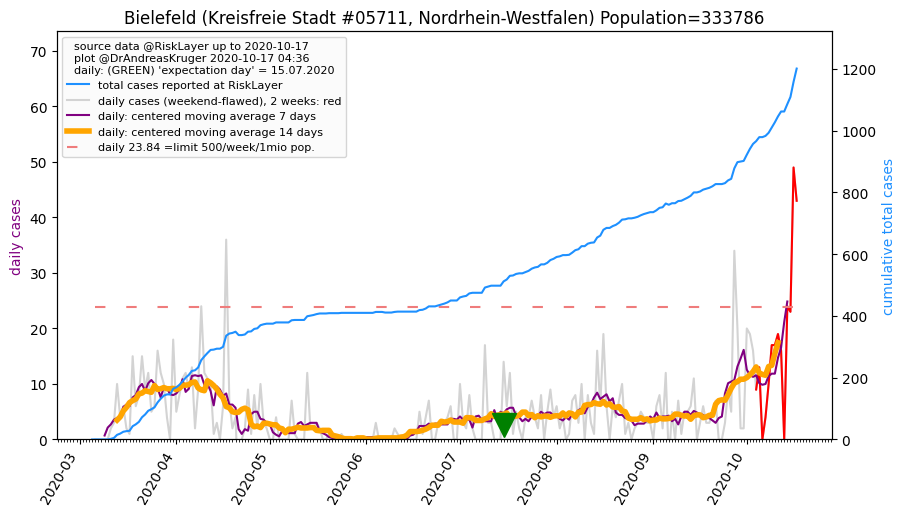 Bielefeld (Kreisfreie Stadt #05711, Nordrhein-Westfalen) Population=333786
source data @RiskLayer up to 2020-10-17
plot @DrAndreasKruger 2020-10-17 04:36
daily: (GREEN) 'expectation day' = 15.07.2020
total cases reported at RiskLayer
daily cases (weekend-flawed), 2 weeks: red
daily: centered moving average 7 days
daily: centered moving average 14 days
daily 23.84 =limit 500/week/1mio pop.
daily cases
70
60
50
40
30
20
10
0
cumulative total cases
1200
1000
800
600
400
200
0
2020-03
2020-04
2020-05
2020-06
2020-07
2020-08
2020-09
2020-10